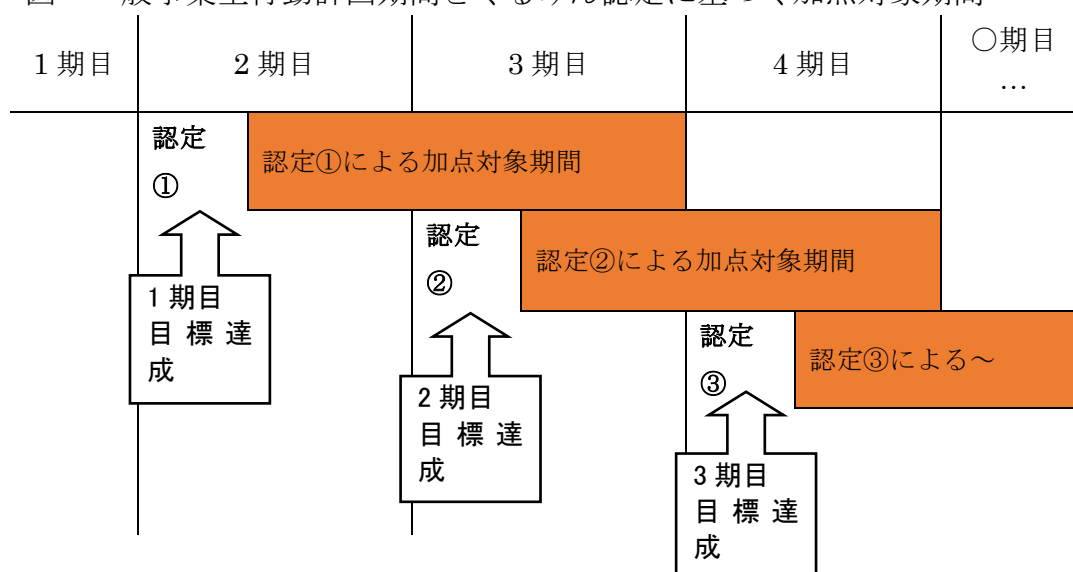 1期目
2期目
3期目
4期目
○期目
…
認定
①
認定①による加点対象期間
1期目
目標達
成
認定
②
認定②による加点対象期間
2期目
目標達
成
認定
③
認定③による～
3期目
目標達
成